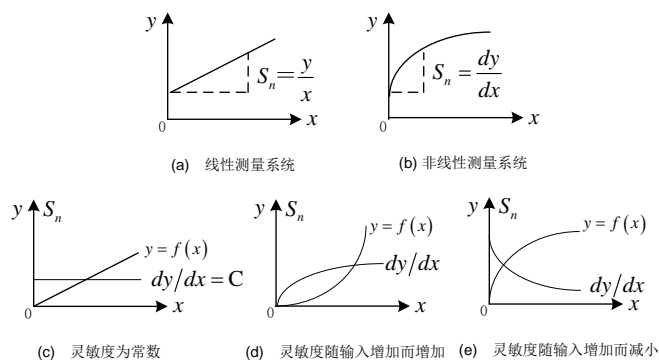 y
S_n = y/x
0
x
(a) 线性测量系统
y
S_n = dy/dx
0
x
(b) 非线性测量系统
y S_n
y = f(x)
dy/dx = C
0
x
(c) 灵敏度为常数
y S_n
y = f(x)
dy/dx
0
x
(d) 灵敏度随输入增加而增加
y S_n
y = f(x)
dy/dx
0
x
(e) 灵敏度随输入增加而减小